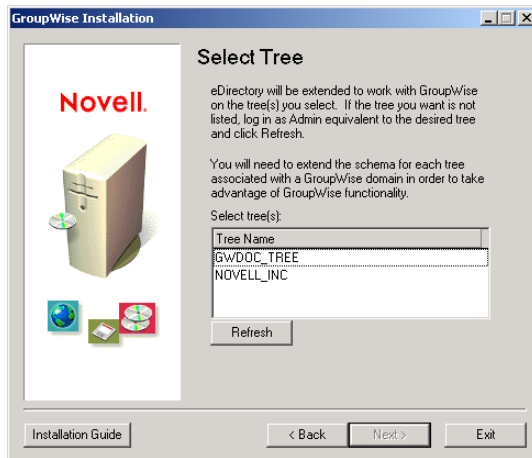 GroupWise Installation
Novell.
Select Tree
eDirectory will be extended to work with GroupWise
on the tree(s) you select. If the tree you want is not
listed, log in as Admin equivalent to the desired tree
and click Refresh.
You will need to extend the schema for each tree
associated with a GroupWise domain in order to take
advantage of GroupWise functionality.
Select tree(s):
Tree Name
GWDOC_TREE
NOVELL_INC
Refresh
Installation Guide
< Back
Next >
Exit